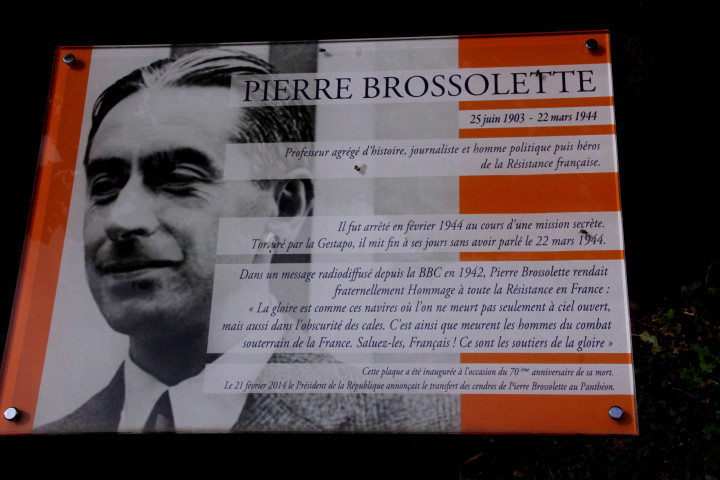 PIERRE BROSSOLETTE
25 juin 1903 - 22 mars 1944
Professeur agrégé d'histoire, journaliste et homme politique puis héros
de la Résistance française.
Il fut arrêté en février 1944 au cours d'une mission secrète.
Torturé par la Gestapo, il mit fin à ses jours sans avoir parlé le 22 mars 1944.
Dans un message radiodiffusé depuis la BBC en 1942, Pierre Brossolette rendait
fraternellement Hommage à toute la Résistance en France :
« La gloire est comme ces navires où l'on ne meurt pas seulement à ciel ouvert,
mais aussi dans l'obscurité des cales. C'est ainsi que meurent les hommes du combat
souterrain de la France. Saluez-les, Français ! Ce sont les soutiers de la gloire »
Cette plaque a été inaugurée à l'occasion du 70ème anniversaire de sa mort.
Le 21 février 2014 le Président de la République annonçait le transfert des cendres de Pierre Brossolette au Panthéon.